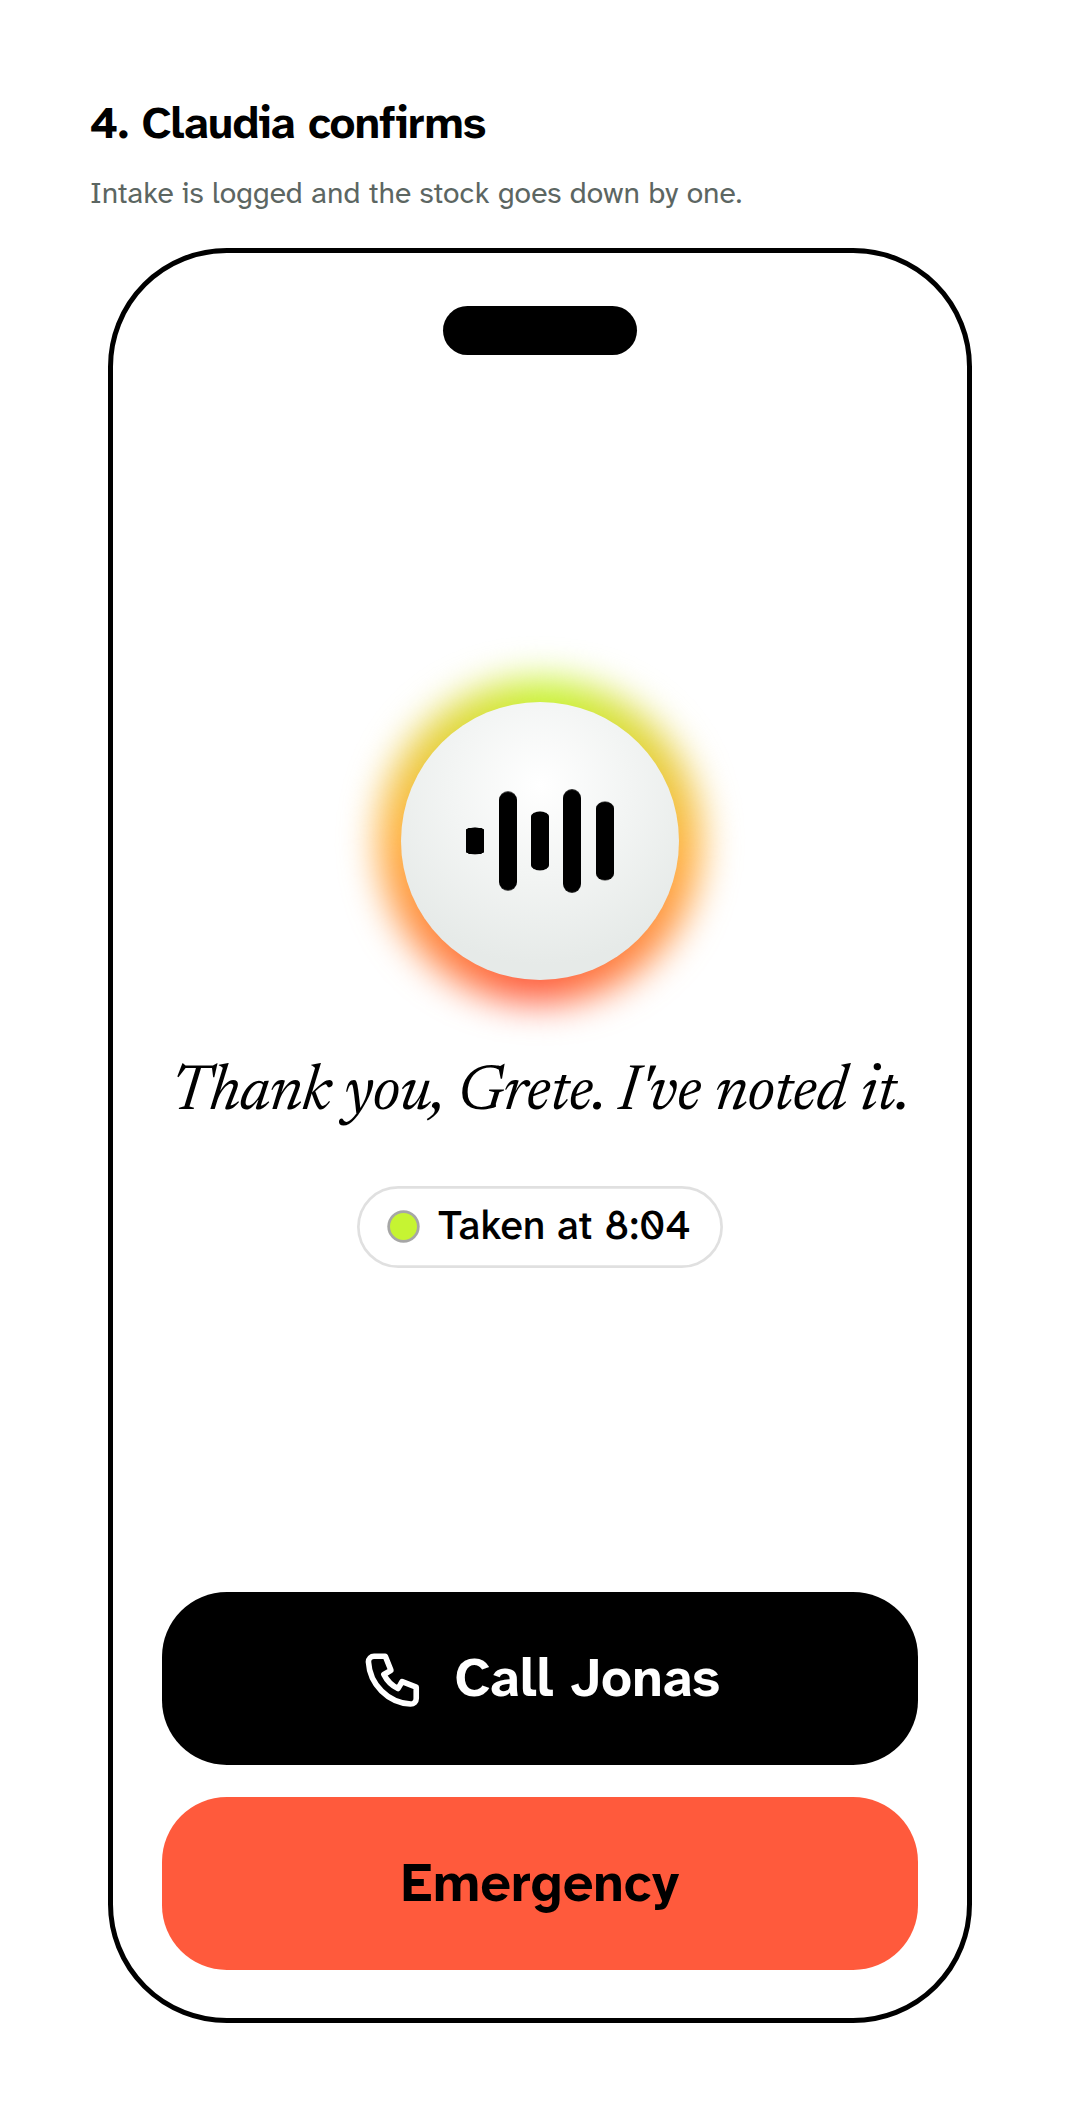 4. Claudia confirms
Intake is logged and the stock goes down by one.
Thank you, Grete. I've noted it.
Taken at 8:04
Call Jonas
Emergency